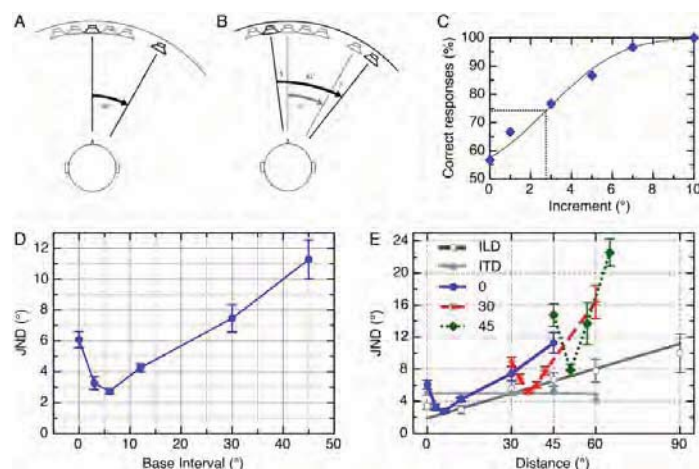 A
B
C
Correct responses (%)
100
90
80
70
60
50
0 2 4 6 8 10
Increment (°)
D
JND (°)
12
10
8
6
4
2
0
0 10 20 30 40 50
Base Interval (°)
E
JND (°)
24
20
16
12
8
4
0
ILD
ITD
0
30
45
0 15 30 45 60 75 90
Distance (°)